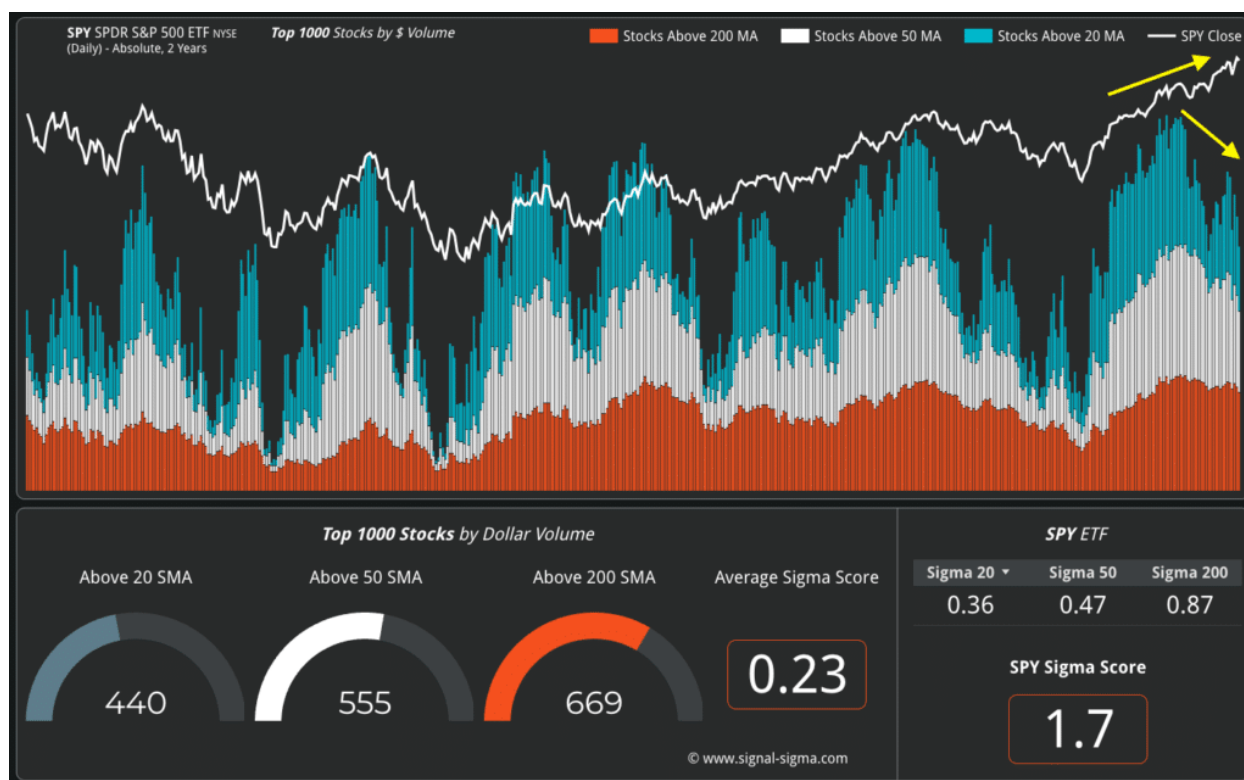 SPY SPDR S&P 500 ETF NYSE
(Daily) - Absolute, 2 Years
Top 1000 Stocks by $ Volume
Stocks Above 200 MA
Stocks Above 50 MA
Stocks Above 20 MA
SPY Close
Top 1000 Stocks by Dollar Volume
Above 20 SMA
Above 50 SMA
Above 200 SMA
Average Sigma Score
440
555
669
0.23
© www.signal-sigma.com
SPY ETF
Sigma 20 Sigma 50 Sigma 200
0.36 0.47 0.87
SPY Sigma Score
1.7